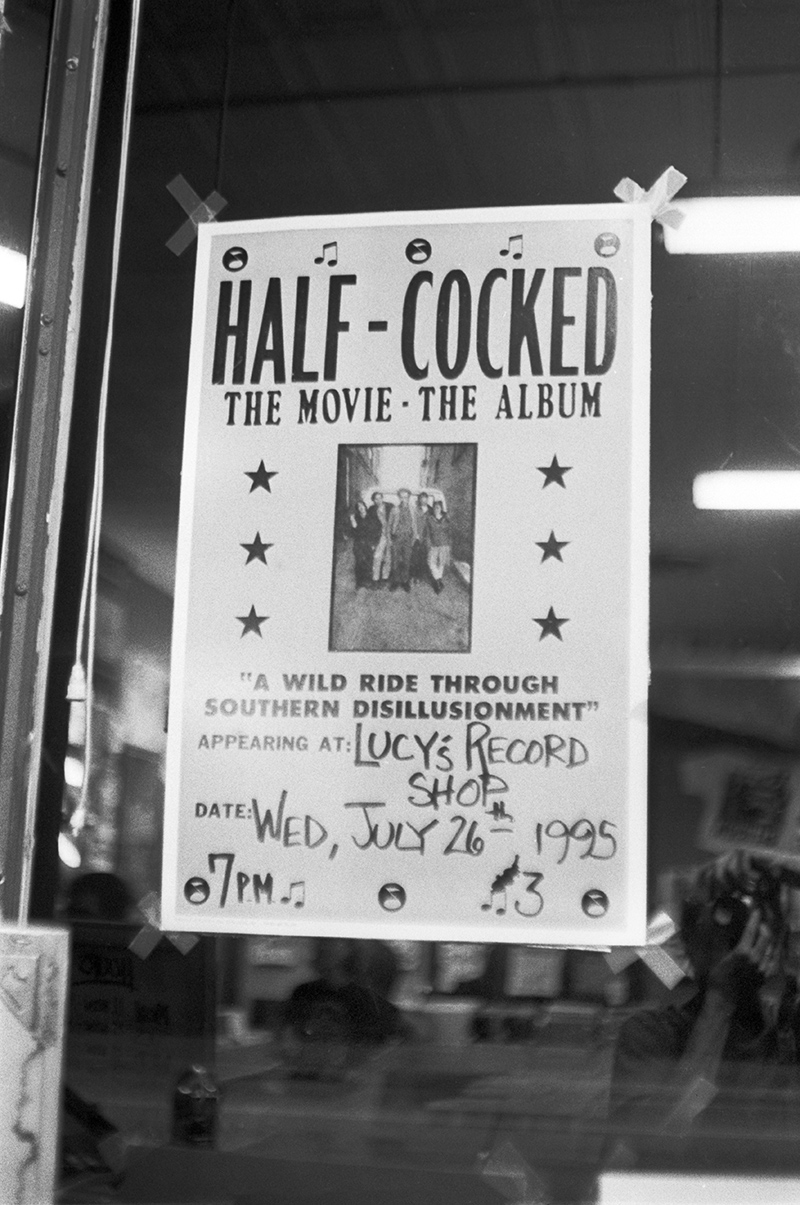 HALF-COCKED
THE MOVIE - THE ALBUM
"A WILD RIDE THROUGH
SOUTHERN DISILLUSIONMENT"
APPEARING AT: LUCY'S RECORD
SHOP
DATE: WED, JULY 26th 1995
7PM $3